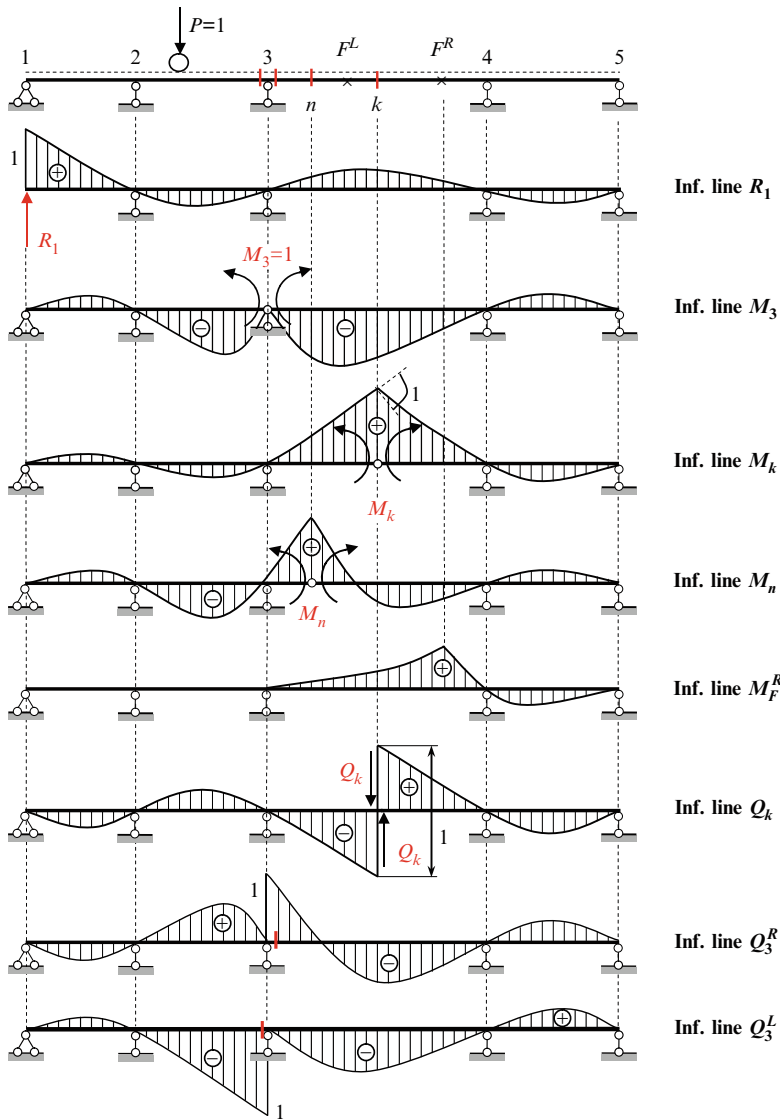 P=1
1 2 3 F^L F^R 4 5
n k
1 + Inf. line R_1
R_1
M_3=1
− − Inf. line M_3
1
+ Inf. line M_k
M_k
+ − Inf. line M_n
M_n
+ Inf. line M_F^R
Q_k +
− 1 Inf. line Q_k
Q_k
1
+ − Inf. line Q_3^R
− − + Inf. line Q_3^L
1